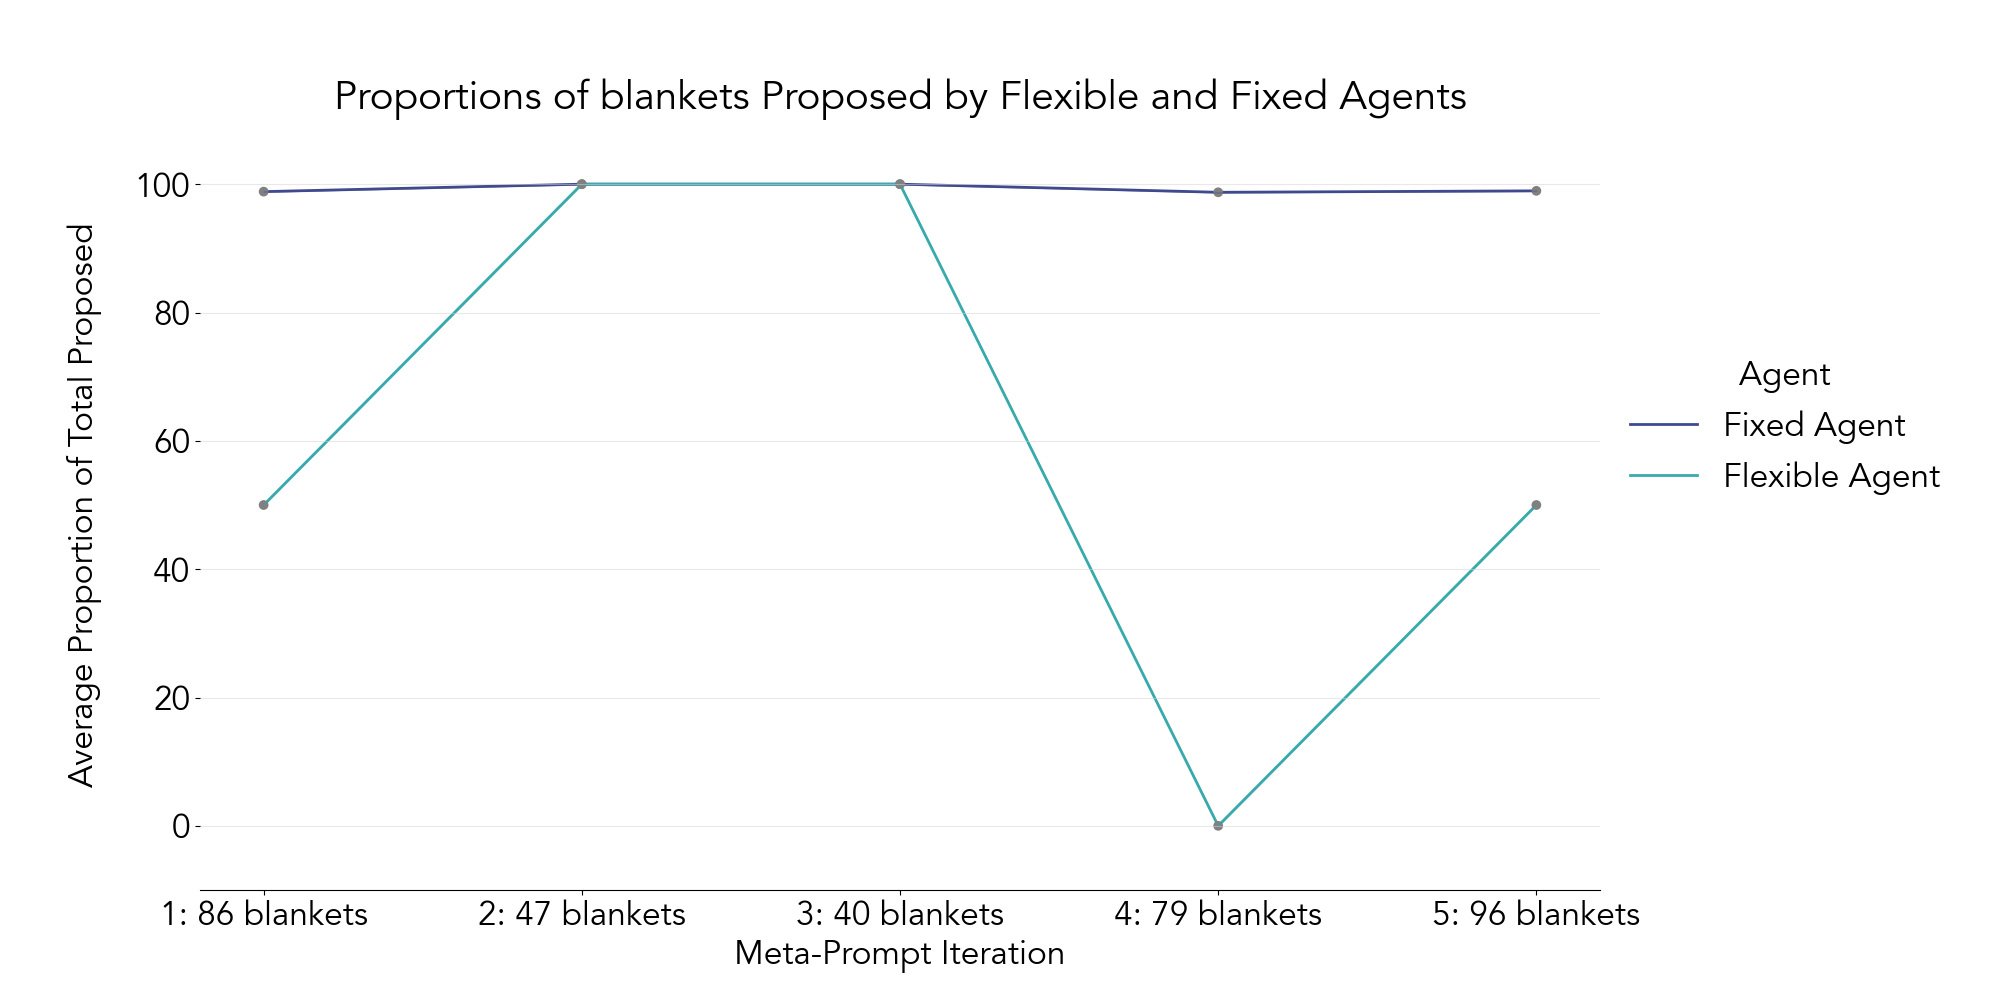 Proportions of blankets Proposed by Flexible and Fixed Agents
Average Proportion of Total Proposed
100
80
60
40
20
0
1: 86 blankets
2: 47 blankets
3: 40 blankets
4: 79 blankets
5: 96 blankets
Meta-Prompt Iteration
Agent
Fixed Agent
Flexible Agent